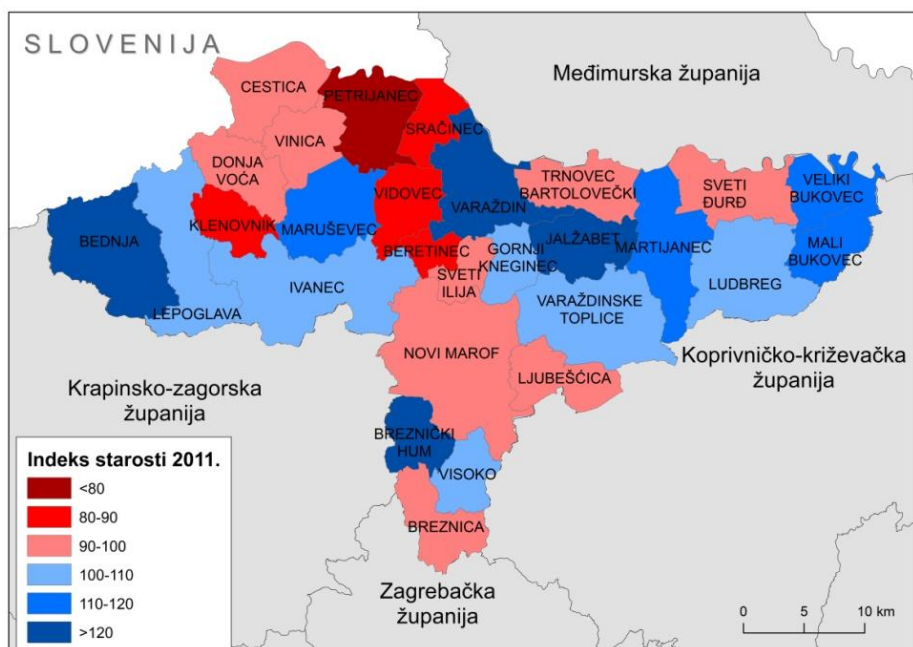 SLOVENIJA
Međimurska županija
CESTICA
PETRIJANEC
SRAČINEC
VINICA
DONJA
VOĆA
TRNOVEC
BARTOLOVEČKI
SVETI
ĐURĐ
VELIKI
BUKOVEC
VIDOVEC
VARAŽDIN
KLENOVNIK
MARUŠEVEC
BEDNJA
BERETINEC
GORNJI
KNEGINEC
JALŽABET
MARTIJANEC
MALI
BUKOVEC
SVETI
ILIJA
IVANEC
LEPOGLAVA
VARAŽDINSKE
TOPLICE
LUDBREG
NOVI MAROF
LJUBEŠĆICA
Koprivničko-križevačka
županija
Krapinsko-zagorska
županija
BREZNIČKI
HUM
VISOKO
BREZNICA
Zagrebačka
županija
Indeks starosti 2011.
<80
80-90
90-100
100-110
110-120
>120
0 5 10 km